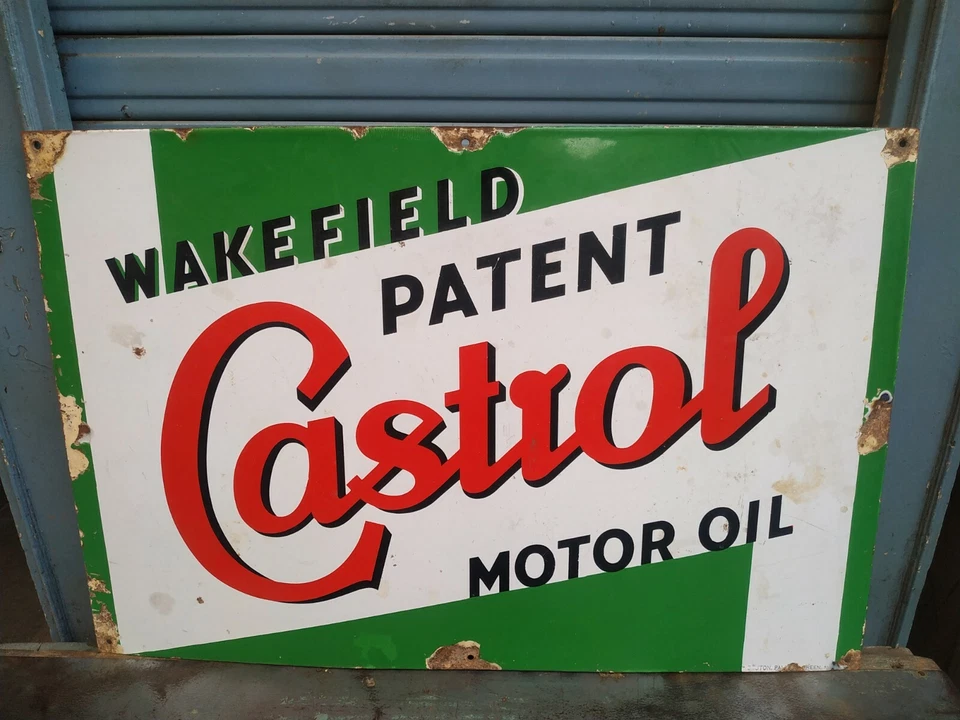 WAKEFIELD
PATENT
Castrol
MOTOR OIL